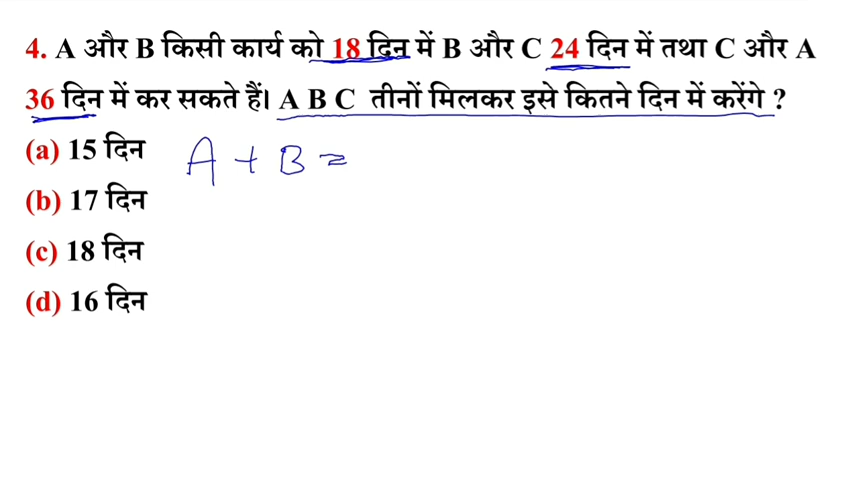 4. A और B किसी कार्य को 18 दिन में B और C 24 दिन में तथा C और A
36 दिन में कर सकते हैं। A B C तीनों मिलकर इसे कितने दिन में करेंगे ?
(a) 15 दिन
A + B =
(b) 17 दिन
(c) 18 दिन
(d) 16 दिन